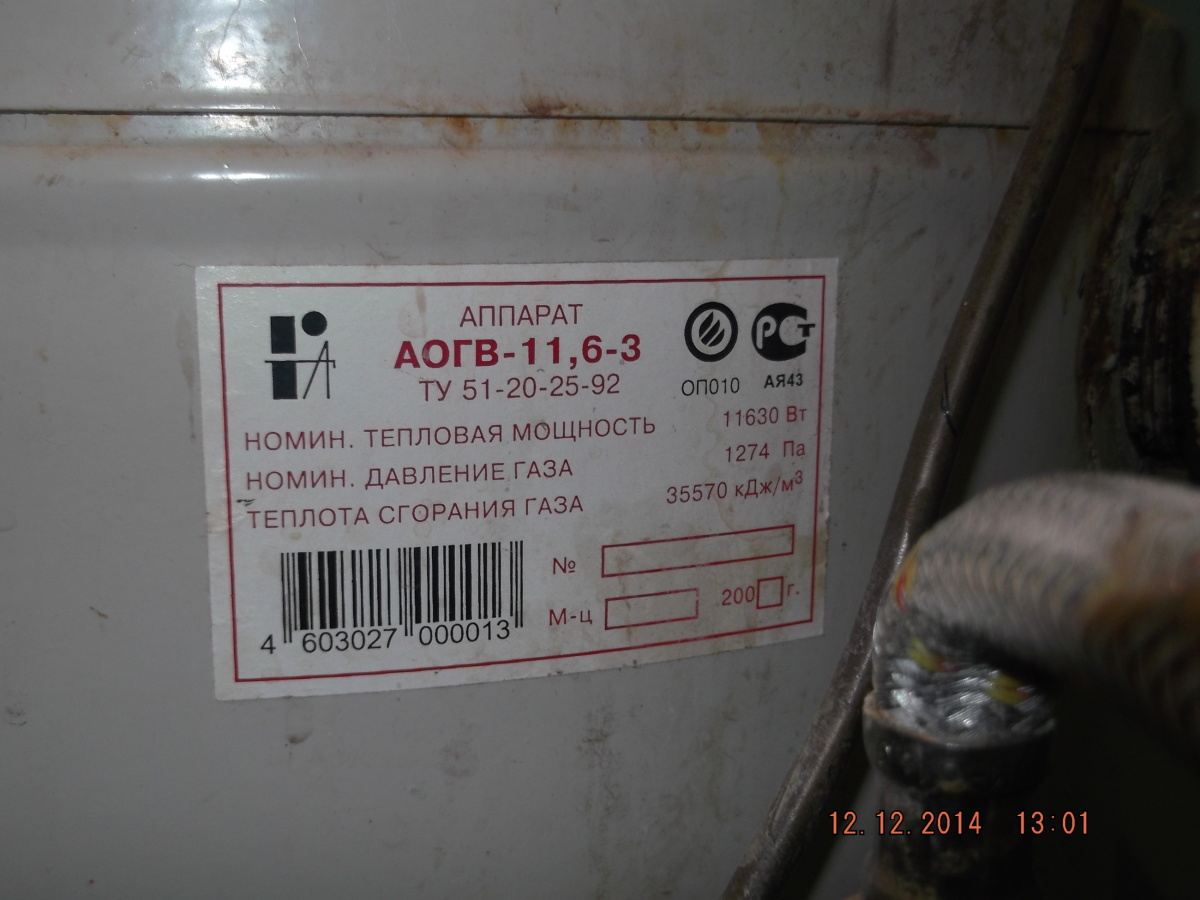 АППАРАТ
АОГВ-11,6-3
ТУ 51-20-25-92
РСТ
ОП010 АЯ43
НОМИН. ТЕПЛОВАЯ МОЩНОСТЬ 11630 Вт
НОМИН. ДАВЛЕНИЕ ГАЗА 1274 Па
ТЕПЛОТА СГОРАНИЯ ГАЗА 35570 кДж/м³
№
М-ц 200 г.
4 603027 000013
12.12.2014 13:01